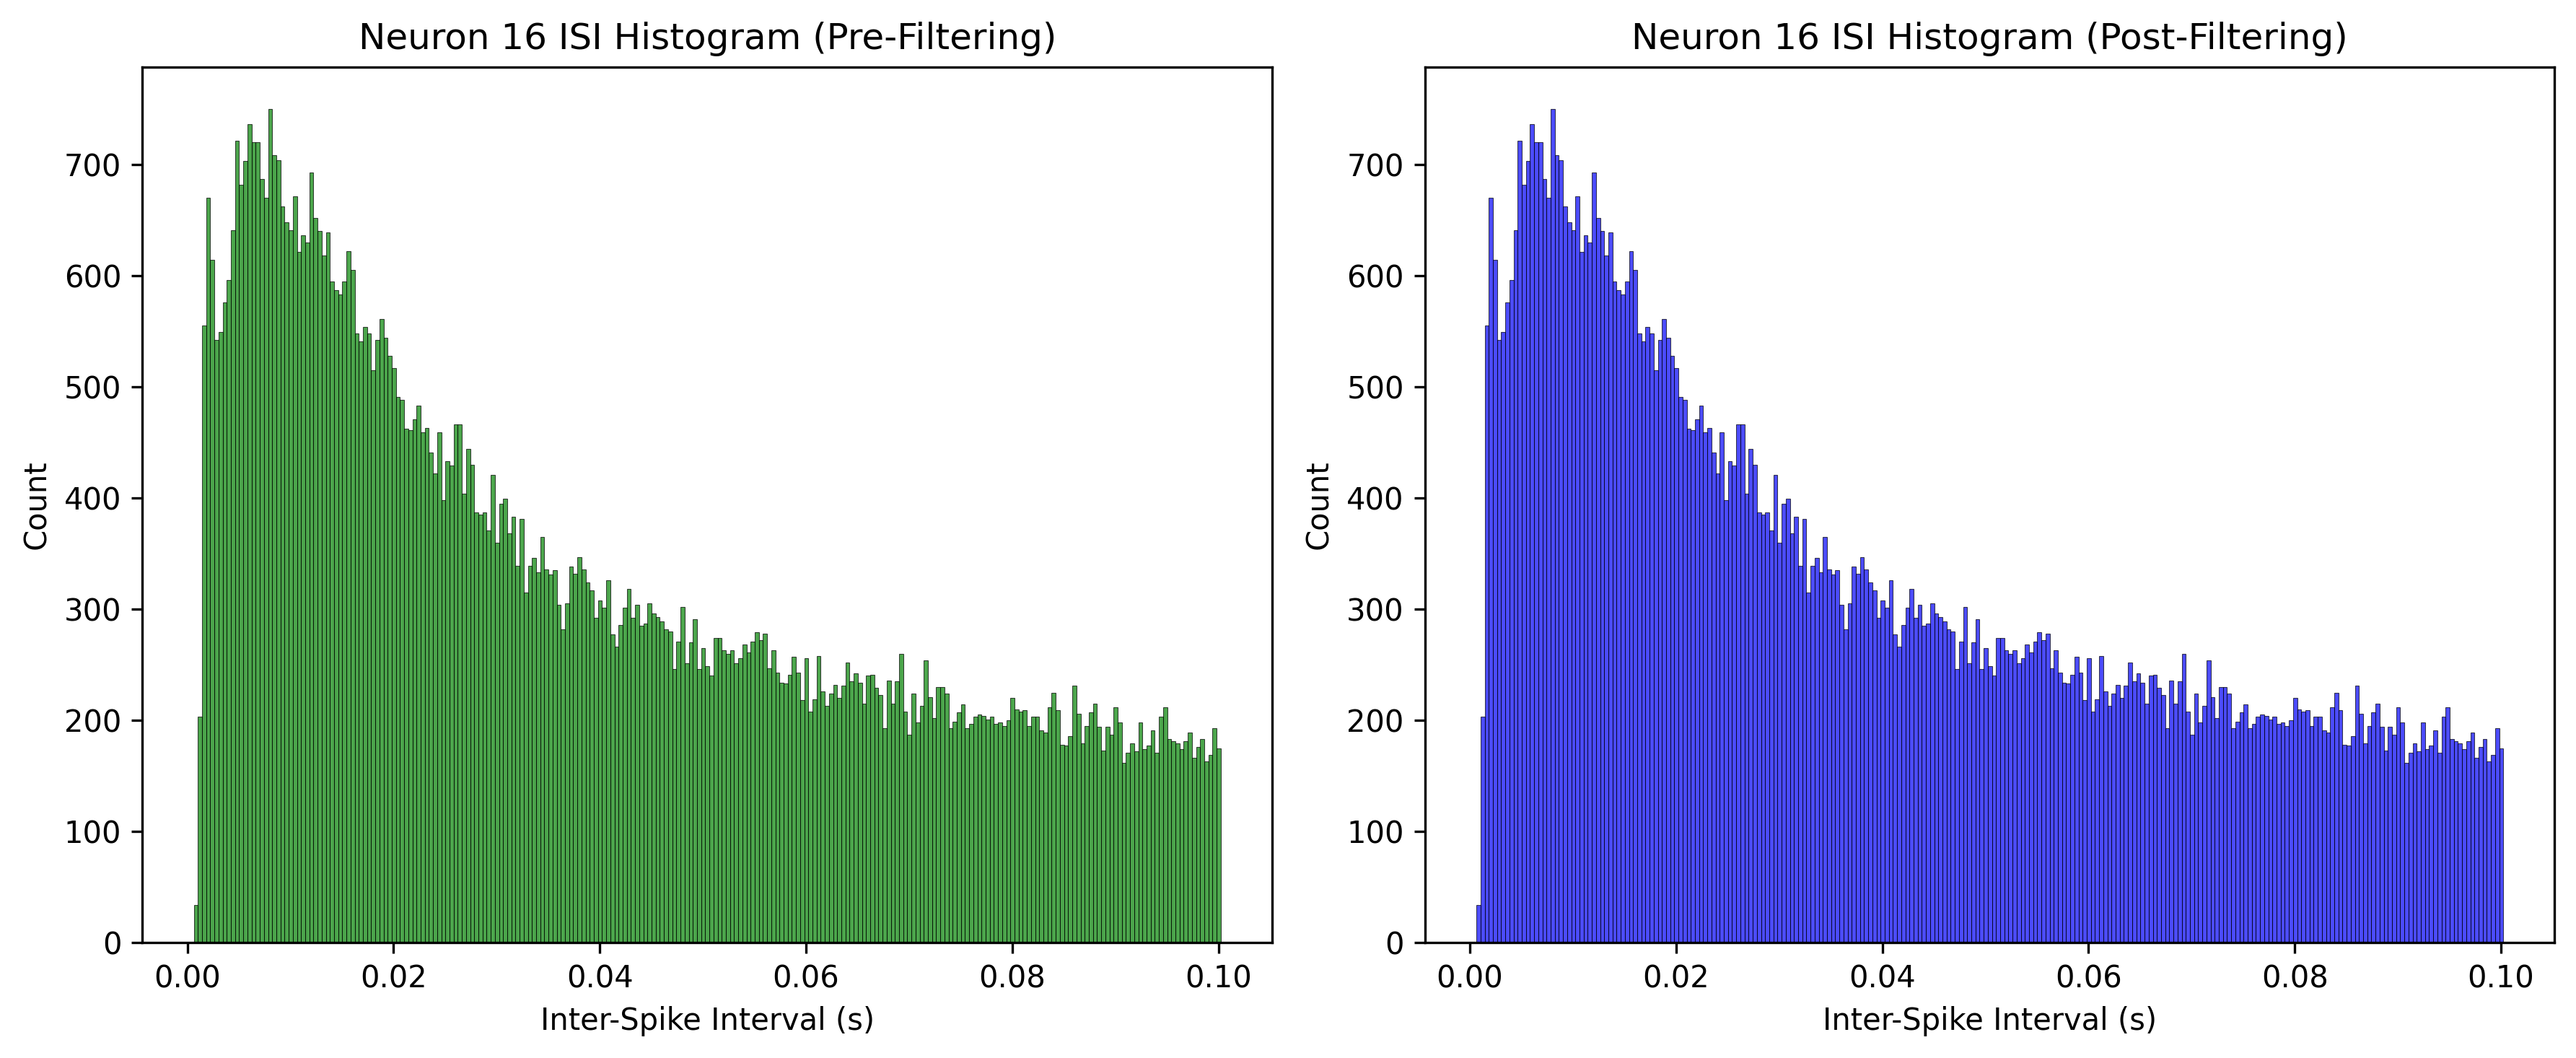 Neuron 16 ISI Histogram (Pre-Filtering)
Count
700
600
500
400
300
200
100
0
0.00 0.02 0.04 0.06 0.08 0.10
Inter-Spike Interval (s)
Neuron 16 ISI Histogram (Post-Filtering)
Count
700
600
500
400
300
200
100
0
0.00 0.02 0.04 0.06 0.08 0.10
Inter-Spike Interval (s)